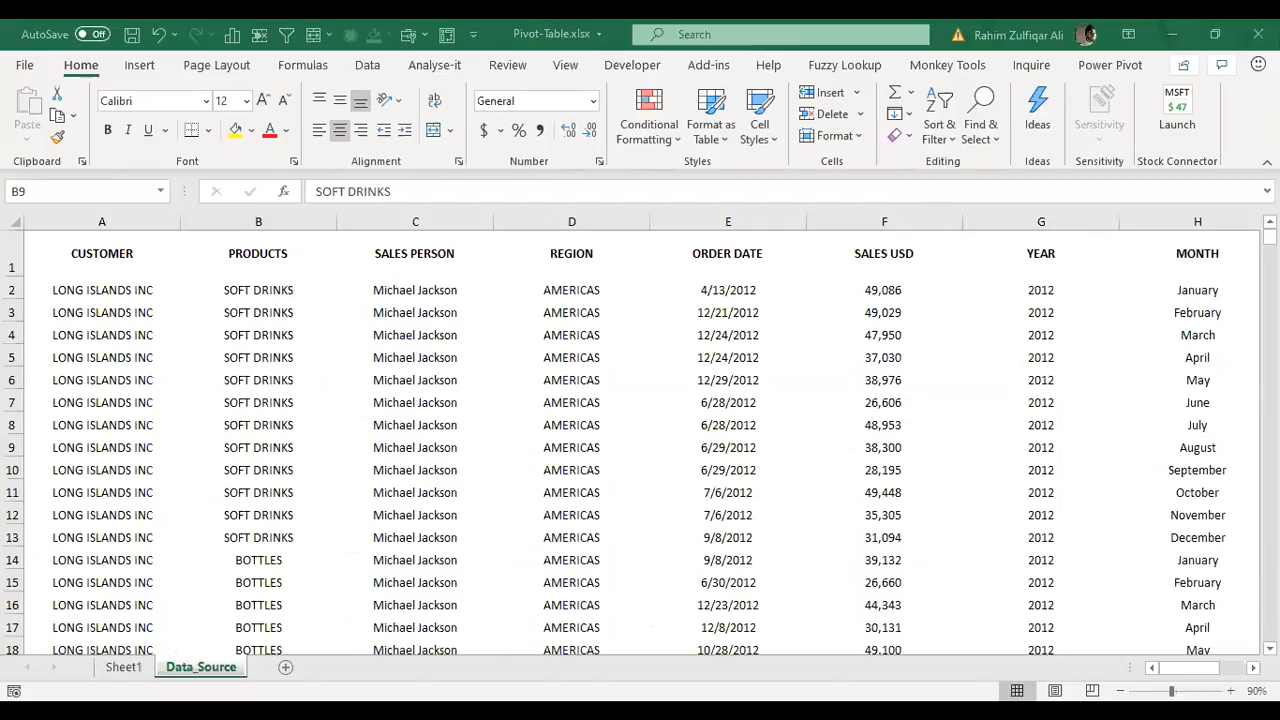 AutoSave Off Pivot-Table.xlsx Search Rahim Zulfiqar Ali
File Home Insert Page Layout Formulas Data Analyse-it Review View Developer Add-ins Help Fuzzy Lookup Monkey Tools Inquire Power Pivot
Paste
Clipboard
Calibri 12
B I U A
Font
ab
Alignment
General
$ % ,
Number
Conditional Formatting
Format as Table
Cell Styles
Styles
Insert
Delete
Format
Cells
Sort & Filter
Find & Select
Editing
Ideas
Ideas
Sensitivity
Sensitivity
MSFT
$ 47
Launch
Stock Connector
B9 fx SOFT DRINKS
A B C D E F G H
1 CUSTOMER PRODUCTS SALES PERSON REGION ORDER DATE SALES USD YEAR MONTH
2 LONG ISLANDS INC SOFT DRINKS Michael Jackson AMERICAS 4/13/2012 49,086 2012 January
3 LONG ISLANDS INC SOFT DRINKS Michael Jackson AMERICAS 12/21/2012 49,029 2012 February
4 LONG ISLANDS INC SOFT DRINKS Michael Jackson AMERICAS 12/24/2012 47,950 2012 March
5 LONG ISLANDS INC SOFT DRINKS Michael Jackson AMERICAS 12/24/2012 37,030 2012 April
6 LONG ISLANDS INC SOFT DRINKS Michael Jackson AMERICAS 12/29/2012 38,976 2012 May
7 LONG ISLANDS INC SOFT DRINKS Michael Jackson AMERICAS 6/28/2012 26,606 2012 June
8 LONG ISLANDS INC SOFT DRINKS Michael Jackson AMERICAS 6/28/2012 48,953 2012 July
9 LONG ISLANDS INC SOFT DRINKS Michael Jackson AMERICAS 6/29/2012 38,300 2012 August
10 LONG ISLANDS INC SOFT DRINKS Michael Jackson AMERICAS 6/29/2012 28,195 2012 September
11 LONG ISLANDS INC SOFT DRINKS Michael Jackson AMERICAS 7/6/2012 49,448 2012 October
12 LONG ISLANDS INC SOFT DRINKS Michael Jackson AMERICAS 7/6/2012 35,305 2012 November
13 LONG ISLANDS INC SOFT DRINKS Michael Jackson AMERICAS 9/8/2012 31,094 2012 December
14 LONG ISLANDS INC BOTTLES Michael Jackson AMERICAS 9/8/2012 39,132 2012 January
15 LONG ISLANDS INC BOTTLES Michael Jackson AMERICAS 6/30/2012 26,660 2012 February
16 LONG ISLANDS INC BOTTLES Michael Jackson AMERICAS 12/23/2012 44,343 2012 March
17 LONG ISLANDS INC BOTTLES Michael Jackson AMERICAS 12/8/2012 30,131 2012 April
18 LONG ISLANDS INC BOTTLES Michael Jackson AMERICAS 10/28/2012 49,100 2012 May
Sheet1 Data_Source
90%